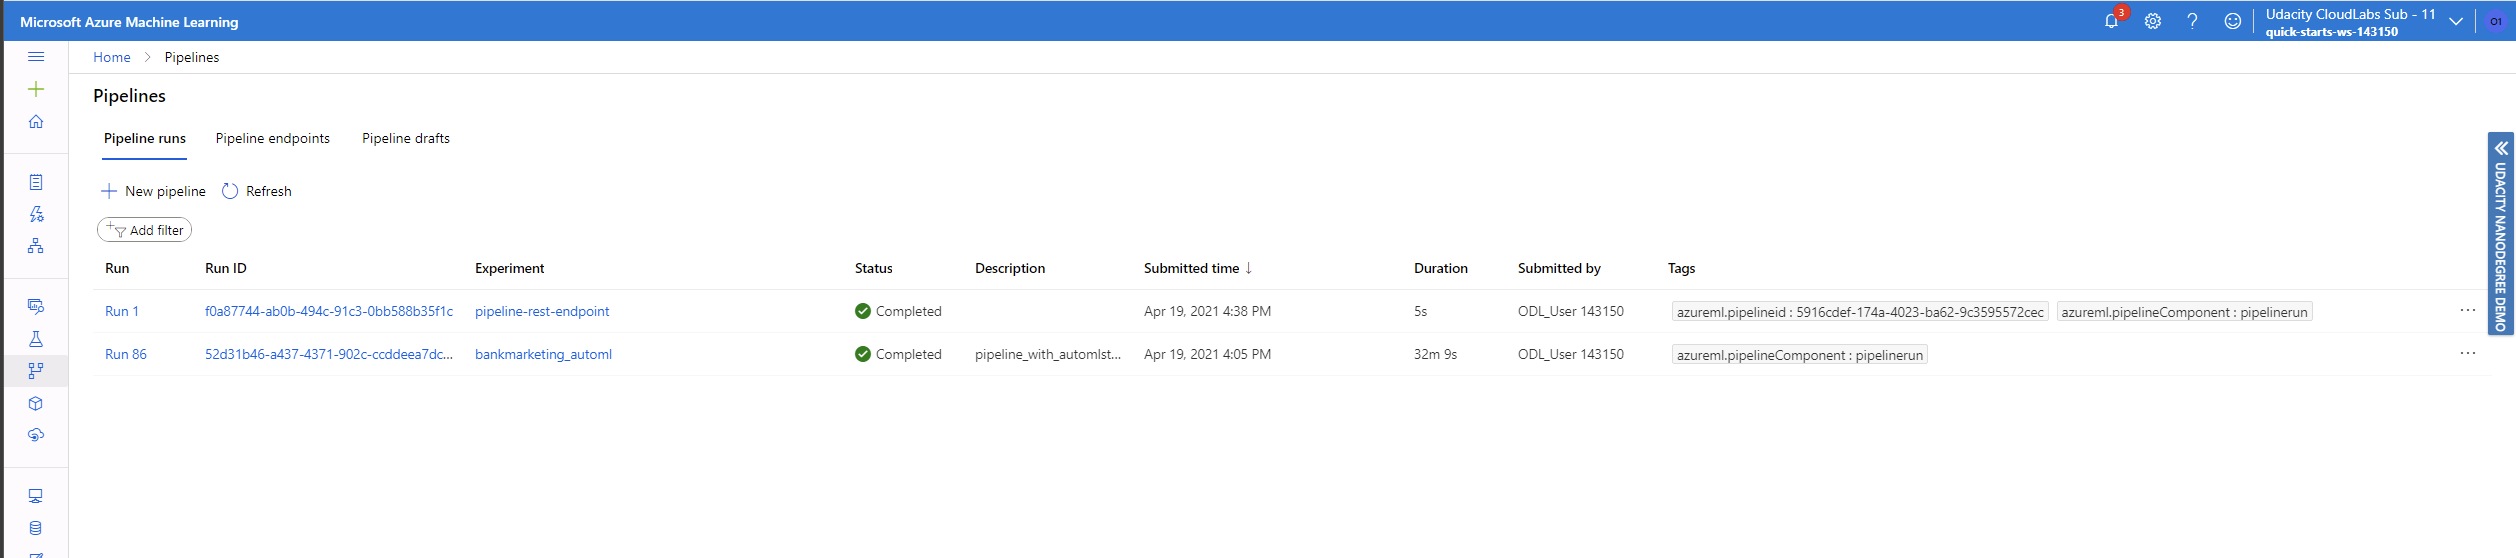 Microsoft Azure Machine Learning
3
Udacity CloudLabs Sub - 11
quick-starts-ws-143150
O1
Home > Pipelines
Pipelines
Pipeline runs Pipeline endpoints Pipeline drafts
New pipeline Refresh
Add filter
Run Run ID Experiment Status Description Submitted time ↓ Duration Submitted by Tags
Run 1 f0a87744-ab0b-494c-91c3-0bb588b35f1c pipeline-rest-endpoint Completed Apr 19, 2021 4:38 PM 5s ODL_User 143150 azureml.pipelineid : 5916cdef-174a-4023-ba62-9c3595572cec azureml.pipelineComponent : pipelinerun ...
Run 86 52d31b46-a437-4371-902c-ccddeea7dc... bankmarketing_automl Completed pipeline_with_automlst... Apr 19, 2021 4:05 PM 32m 9s ODL_User 143150 azureml.pipelineComponent : pipelinerun ...
UDACITY NANODEGREE DEMO